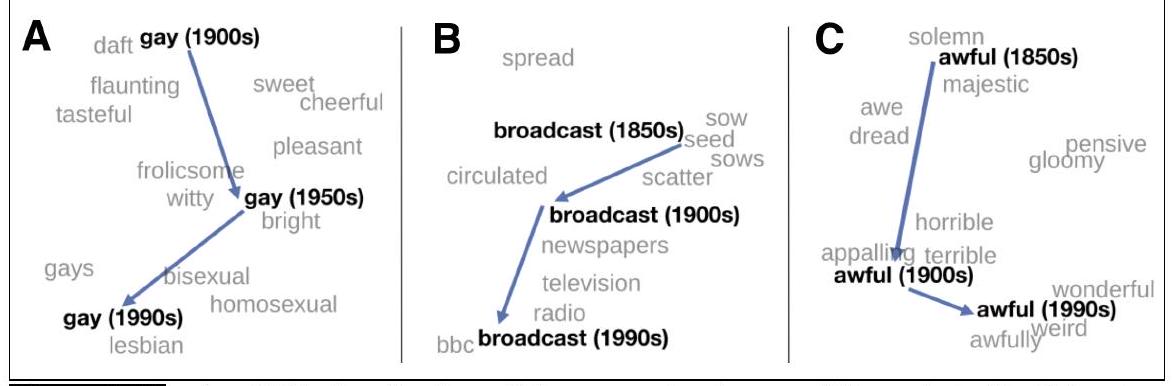 A
daft gay (1900s)
flaunting sweet
tasteful cheerful
pleasant
frolicsome
witty gay (1950s)
bright
gays bisexual
homosexual
gay (1990s)
lesbian
B
spread
sow
broadcast (1850s) seed
sows
circulated scatter
broadcast (1900s)
newspapers
television
radio
bbc broadcast (1990s)
C
solemn
awful (1850s)
majestic
awe
dread pensive
gloomy
horrible
appalling terrible
awful (1900s)
wonderful
awful (1990s)
awfully weird